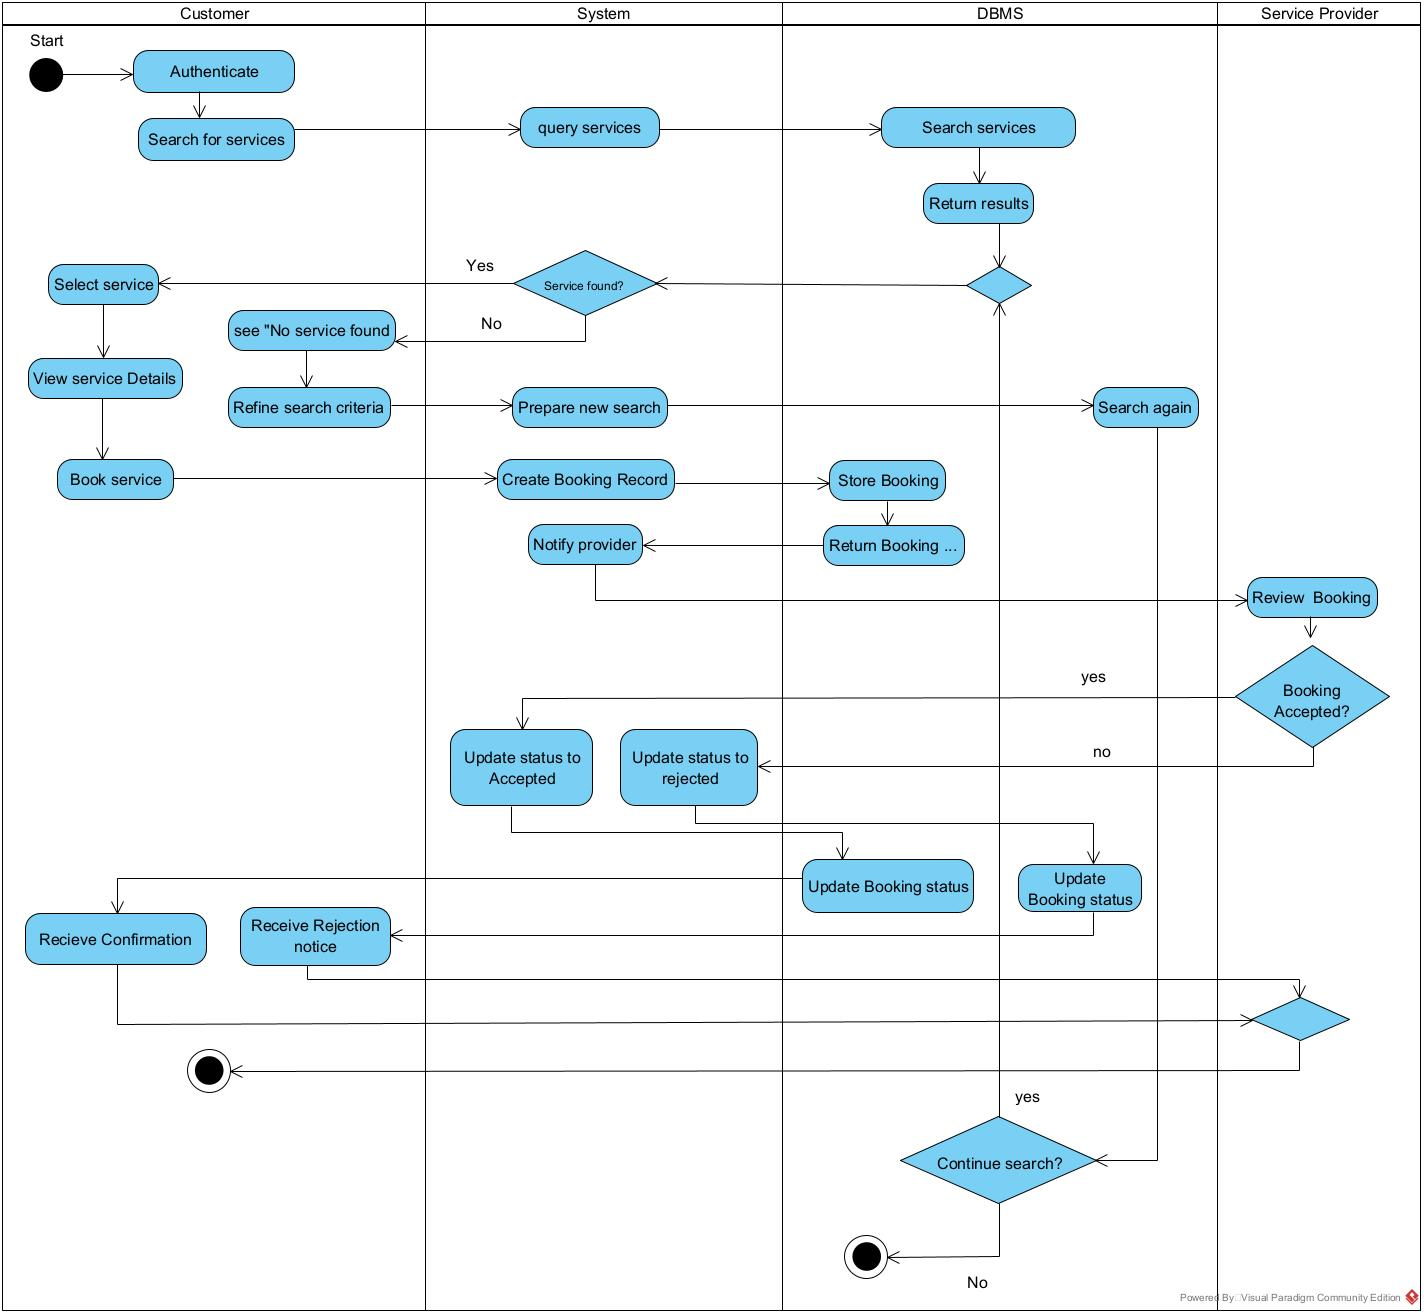 Customer
System
DBMS
Service Provider
Start
Authenticate
Search for services
query services
Search services
Return results
Yes
Service found?
Select service
No
see "No service found
View service Details
Refine search criteria
Prepare new search
Search again
Book service
Create Booking Record
Store Booking
Notify provider
Return Booking ...
Review  Booking
yes
Booking
Accepted?
no
Update status to
Accepted
Update status to
rejected
Update Booking status
Update
Booking status
Recieve Confirmation
Receive Rejection
notice
yes
Continue search?
No
Powered By Visual Paradigm Community Edition